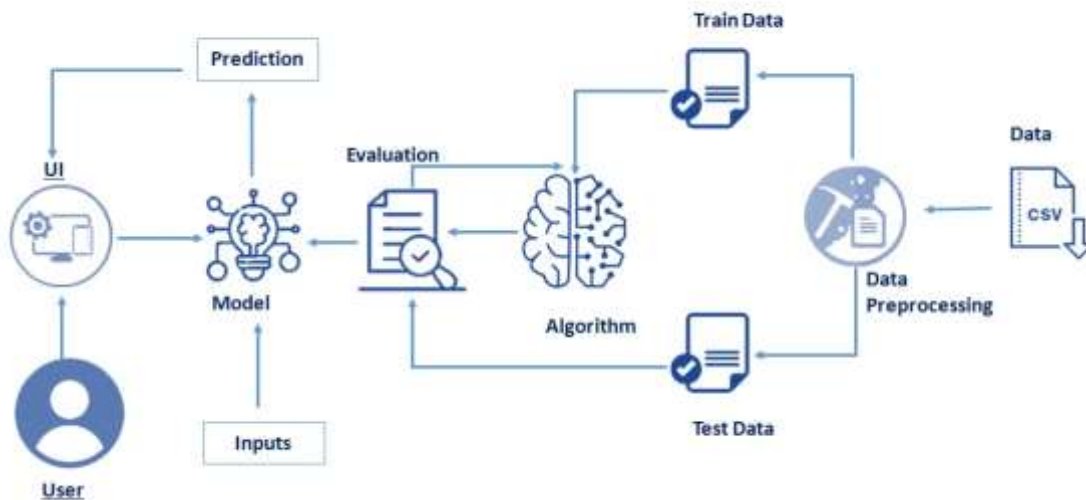 Train Data
Prediction
Data
Evaluation
UI
CSV
Model
Data
Preprocessing
Algorithm
Inputs
Test Data
User